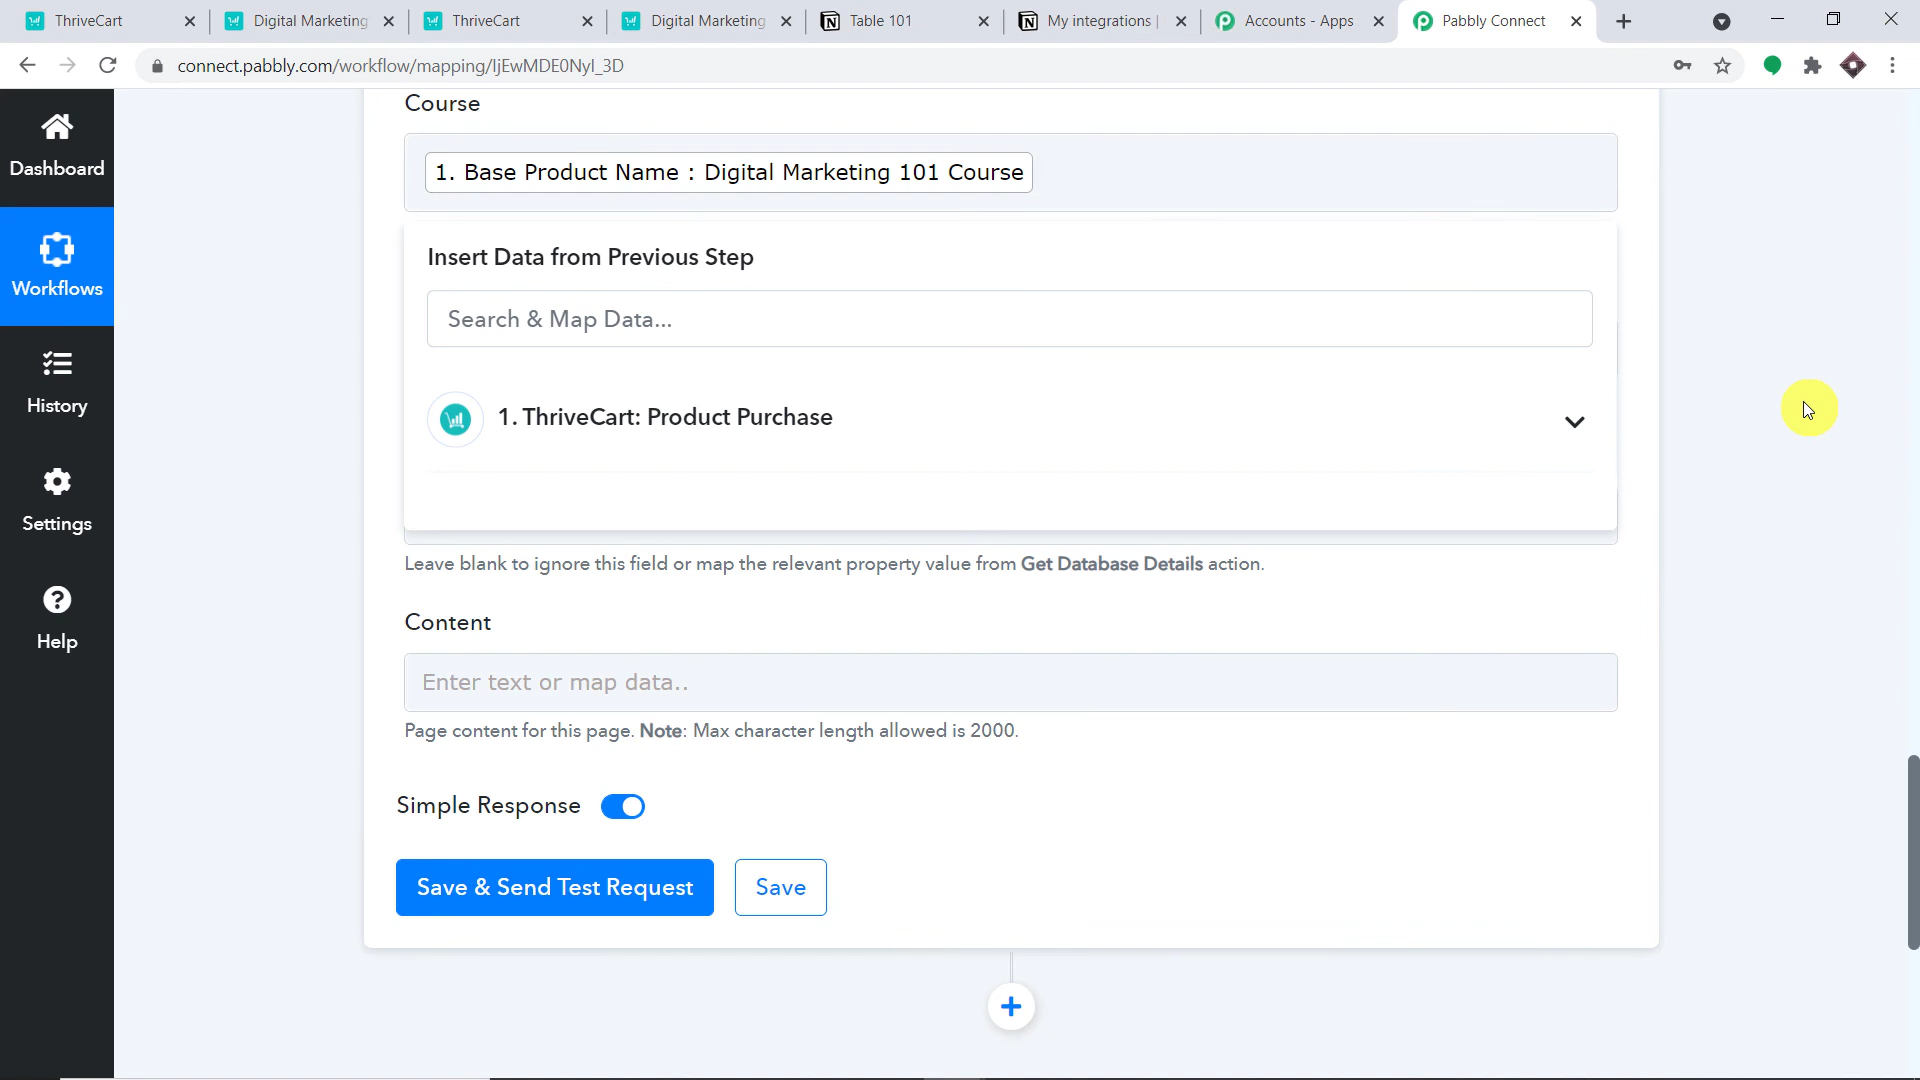 ThriveCart
Digital Marketing
ThriveCart
Digital Marketing
Table 101
My integrations |
Accounts - Apps
Pabbly Connect
connect.pabbly.com/workflow/mapping/IjEwMDE0NyI_3D
Dashboard
Workflows
History
Settings
Help
Course
1. Base Product Name : Digital Marketing 101 Course
Insert Data from Previous Step
Search & Map Data...
1. ThriveCart: Product Purchase
Leave blank to ignore this field or map the relevant property value from Get Database Details action.
Content
Enter text or map data..
Page content for this page. Note: Max character length allowed is 2000.
Simple Response
Save & Send Test Request
Save